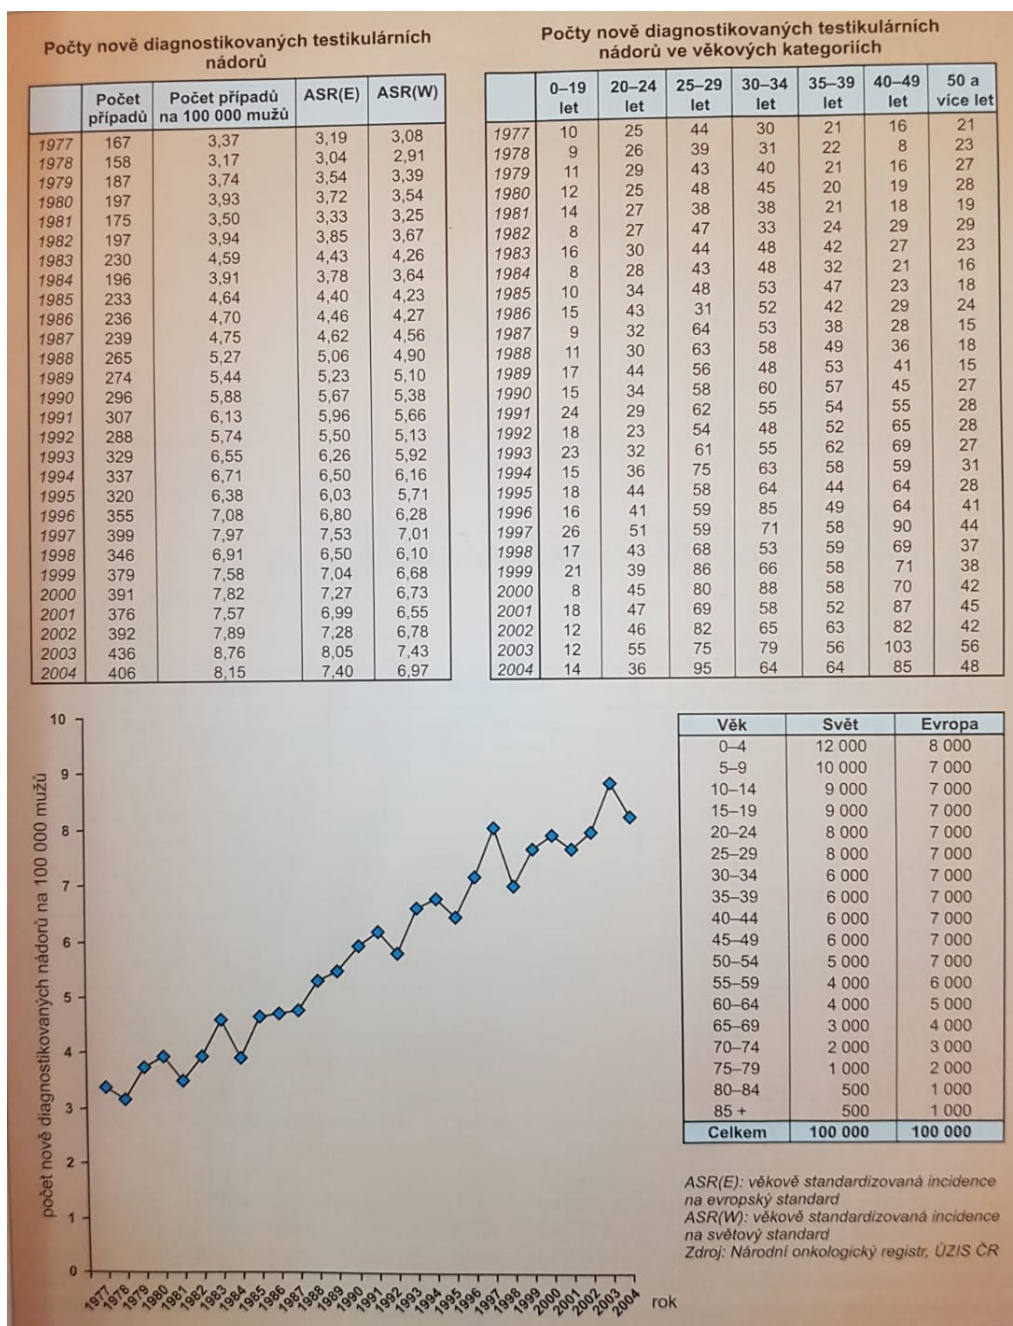 Počty nově diagnostikovaných testikulárních
nádorů
Počet případů Počet případů na 100 000 mužů ASR(E) ASR(W)
1977 167 3,37 3,19 3,08
1978 158 3,17 3,04 2,91
1979 187 3,74 3,54 3,39
1980 197 3,93 3,72 3,54
1981 175 3,50 3,33 3,25
1982 197 3,94 3,85 3,67
1983 230 4,59 4,43 4,26
1984 196 3,91 3,78 3,64
1985 233 4,64 4,40 4,23
1986 236 4,70 4,46 4,27
1987 239 4,75 4,62 4,56
1988 265 5,27 5,06 4,90
1989 274 5,44 5,23 5,10
1990 296 5,88 5,67 5,38
1991 307 6,13 5,96 5,66
1992 288 5,74 5,50 5,13
1993 329 6,55 6,26 5,92
1994 337 6,71 6,50 6,16
1995 320 6,38 6,03 5,71
1996 355 7,08 6,80 6,28
1997 399 7,97 7,53 7,01
1998 346 6,91 6,50 6,10
1999 379 7,58 7,04 6,68
2000 391 7,82 7,27 6,73
2001 376 7,57 6,99 6,55
2002 392 7,89 7,28 6,78
2003 436 8,76 8,05 7,43
2004 406 8,15 7,40 6,97
Počty nově diagnostikovaných testikulárních
nádorů ve věkových kategoriích
0–19 let 20–24 let 25–29 let 30–34 let 35–39 let 40–49 let 50 a více let
1977 10 25 44 30 21 16 21
1978 9 26 39 31 22 8 23
1979 11 29 43 40 21 16 27
1980 12 25 48 45 20 19 28
1981 14 27 38 38 21 18 19
1982 8 27 47 33 24 29 29
1983 16 30 44 48 42 27 23
1984 8 28 43 48 32 21 16
1985 10 34 48 53 47 23 18
1986 15 43 31 52 42 29 24
1987 9 32 64 53 38 28 15
1988 11 30 63 58 49 36 18
1989 17 44 56 48 53 41 15
1990 15 34 58 60 57 45 27
1991 24 29 62 55 54 55 28
1992 18 23 54 48 52 65 28
1993 23 32 61 55 62 69 27
1994 15 36 75 63 58 59 31
1995 18 44 58 64 44 64 28
1996 16 41 59 85 49 64 41
1997 26 51 59 71 58 90 44
1998 17 43 68 53 59 69 37
1999 21 39 86 66 58 71 38
2000 8 45 80 88 58 70 42
2001 18 47 69 58 52 87 45
2002 12 46 82 65 63 82 42
2003 12 55 75 79 56 103 56
2004 14 36 95 64 64 85 48
počet nově diagnostikovaných nádorů na 100 000 mužů
10
9
8
7
6
5
4
3
2
1
0
1977 1978 1979 1980 1981 1982 1983 1984 1985 1986 1987 1988 1989 1990 1991 1992 1993 1994 1995 1996 1997 1998 1999 2000 2001 2002 2003 2004
rok
Věk Svět Evropa
0–4 12 000 8 000
5–9 10 000 7 000
10–14 9 000 7 000
15–19 9 000 7 000
20–24 8 000 7 000
25–29 8 000 7 000
30–34 6 000 7 000
35–39 6 000 7 000
40–44 6 000 7 000
45–49 6 000 7 000
50–54 5 000 7 000
55–59 4 000 6 000
60–64 4 000 5 000
65–69 3 000 4 000
70–74 2 000 3 000
75–79 1 000 2 000
80–84 500 1 000
85 + 500 1 000
Celkem 100 000 100 000
ASR(E): věkově standardizovaná incidence
na evropský standard
ASR(W): věkově standardizovaná incidence
na světový standard
Zdroj: Národní onkologický registr, ÚZIS ČR